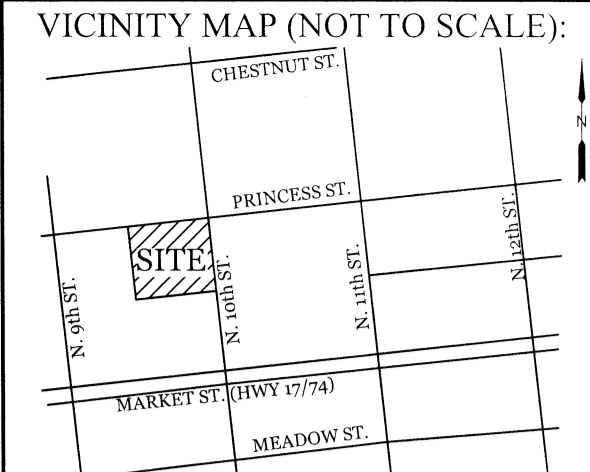 VICINITY MAP (NOT TO SCALE):
CHESTNUT ST.
N
PRINCESS ST.
N. 12th ST.
SITE
N. 9th ST.
N. 10th ST.
N. 11th ST.
MARKET ST. (HWY 17/74)
MEADOW ST.